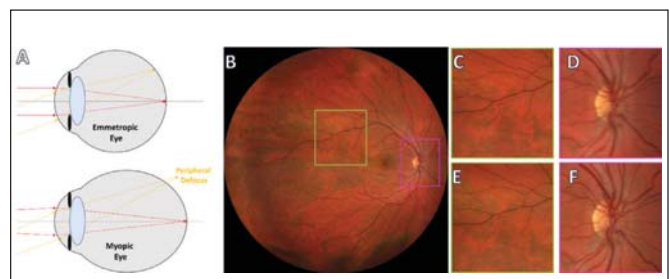 A
B
C
D
E
F
Emmetropic
Eye
Peripheral
Defocus
Myopic
Eye